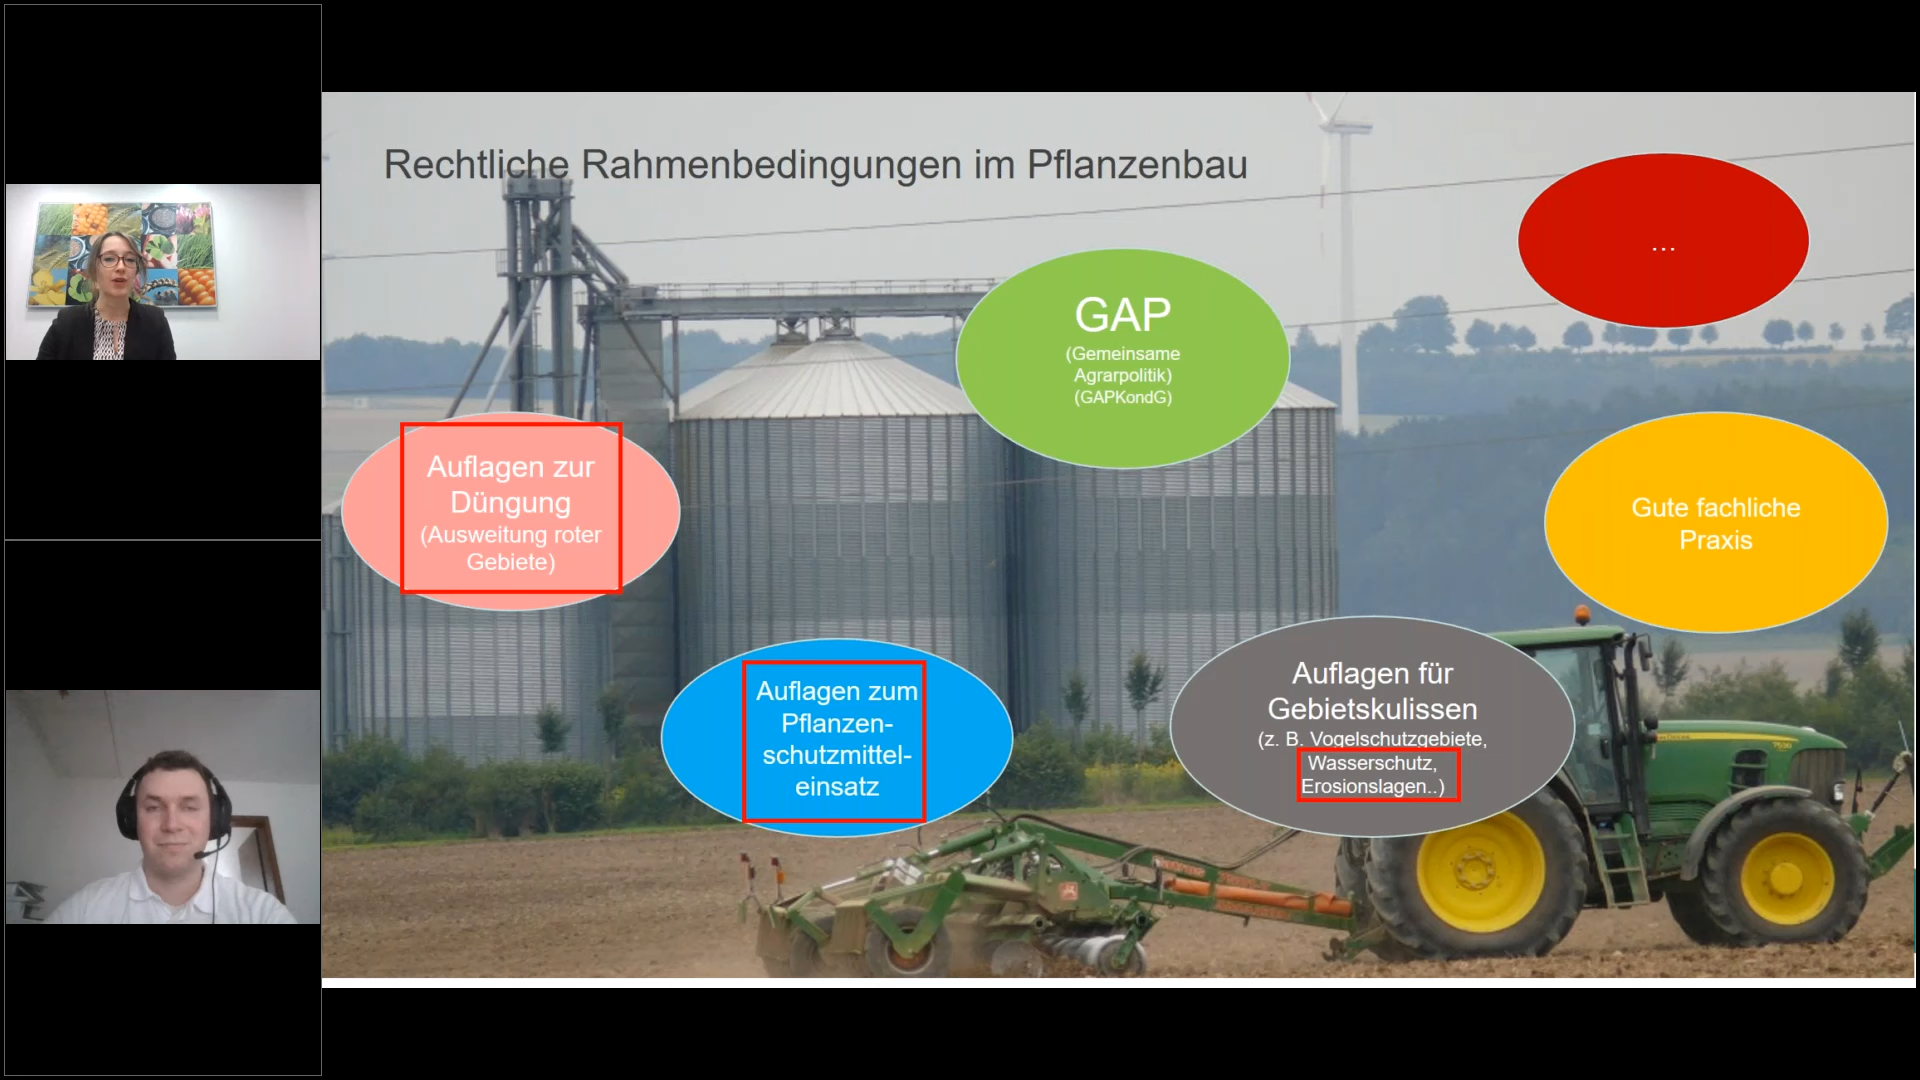 Rechtliche Rahmenbedingungen im Pflanzenbau
...
GAP
(Gemeinsame
Agrarpolitik)
(GAPKondG)
Auflagen zur
Düngung
(Ausweitung roter
Gebiete)
Gute fachliche
Praxis
Auflagen zum
Pflanzen-
schutzmittel-
einsatz
Auflagen für
Gebietskulissen
(z. B. Vogelschutzgebiete,
Wasserschutz,
Erosionslagen..)